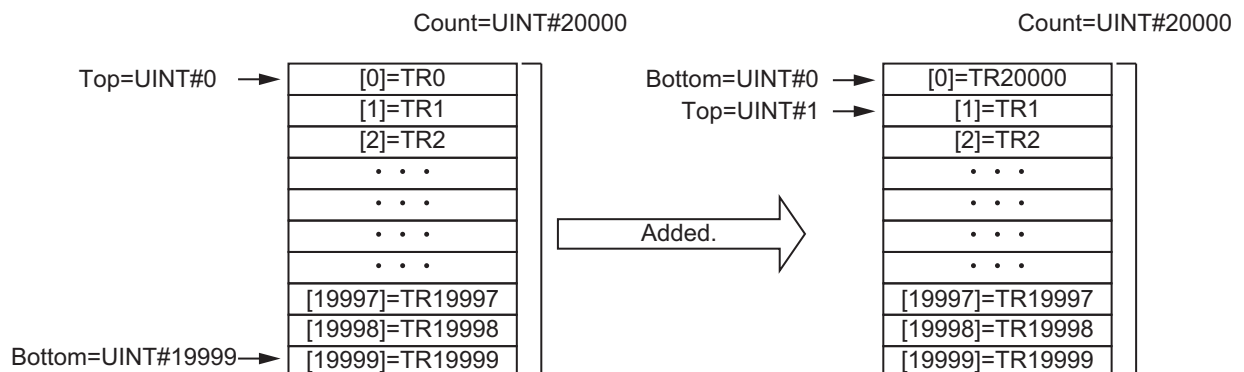 Count=UINT#20000
Top=UINT#0
[0]=TR0
[1]=TR1
[2]=TR2
· · ·
· · ·
· · ·
· · ·
[19997]=TR19997
[19998]=TR19998
Bottom=UINT#19999
[19999]=TR19999
Added.
Count=UINT#20000
Bottom=UINT#0
[0]=TR20000
Top=UINT#1
[1]=TR1
[2]=TR2
· · ·
· · ·
· · ·
· · ·
[19997]=TR19997
[19998]=TR19998
[19999]=TR19999